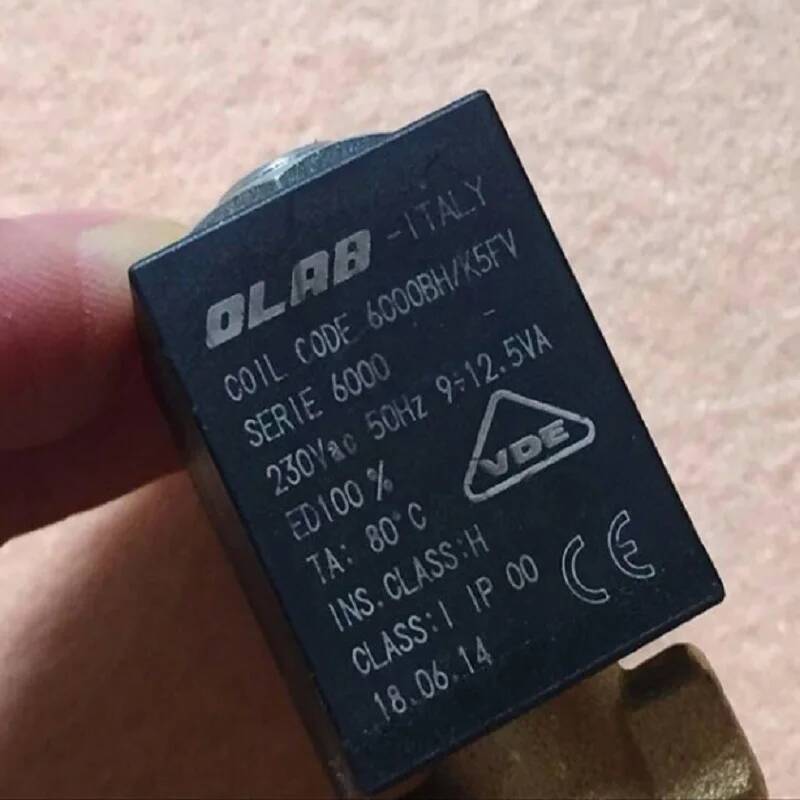 OLAB -ITALY
COIL CODE 6000BH/K5FV
SERIE 6000
230Vac 50Hz 9÷12.5VA
ED100 %
VDE
TA: 80°C
INS.CLASS:H
CLASS:I IP 00
CE
18.06.14